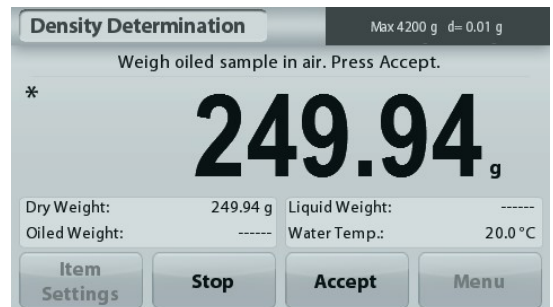 Density Determination
Max 4200 g d= 0.01 g
Weigh oiled sample in air. Press Accept.
*
249.94 g
Dry Weight: 249.94 g Liquid Weight: ------
Oiled Weight: ------ Water Temp.: 20.0 °C
Item Settings
Stop
Accept
Menu